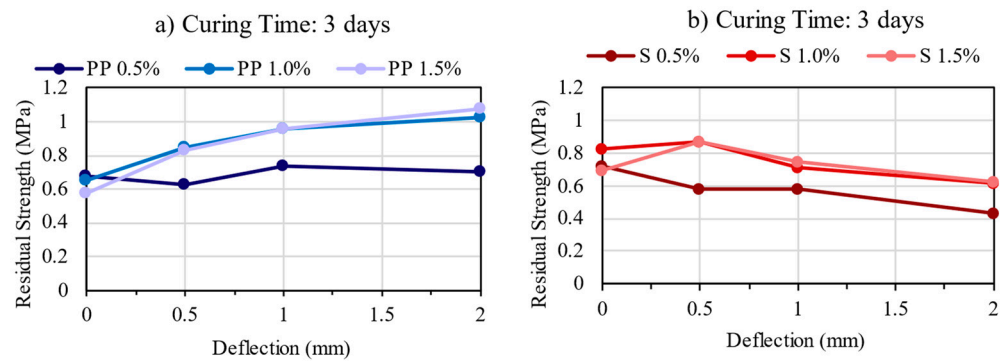 a) Curing Time: 3 days
PP 0.5% PP 1.0% PP 1.5%
Residual Strength (MPa)
1.2
1
0.8
0.6
0.4
0.2
0
0 0.5 1 1.5 2
Deflection (mm)
b) Curing Time: 3 days
S 0.5% S 1.0% S 1.5%
Residual Strength (MPa)
1.2
1
0.8
0.6
0.4
0.2
0
0 0.5 1 1.5 2
Deflection (mm)